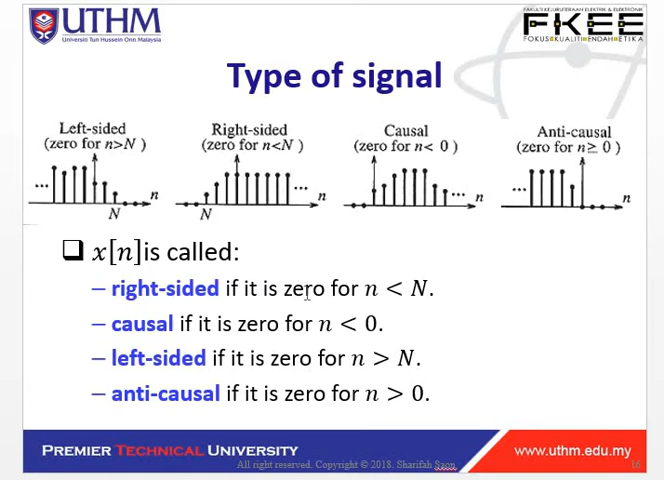 UTHM
Universiti Tun Hussein Onn Malaysia
FAKULTI KEJURUTERAAN ELEKTRIK & ELEKTRONIK
FKEE
FOKUS KUALITI ENDAH ETIKA
Type of signal
Left-sided
(zero for n>N )
Right-sided
(zero for n<N )
Causal
(zero for n< 0 )
Anti-causal
(zero for n≥ 0 )
... n
N
n
N
...
... n
... n
❑ x[n] is called:
– right-sided if it is zero for n < N.
– causal if it is zero for n < 0.
– left-sided if it is zero for n > N.
– anti-causal if it is zero for n > 0.
PREMIER TECHNICAL UNIVERSITY
www.uthm.edu.my
All right reserved. Copyright © 2018. Sharifah Saon
16